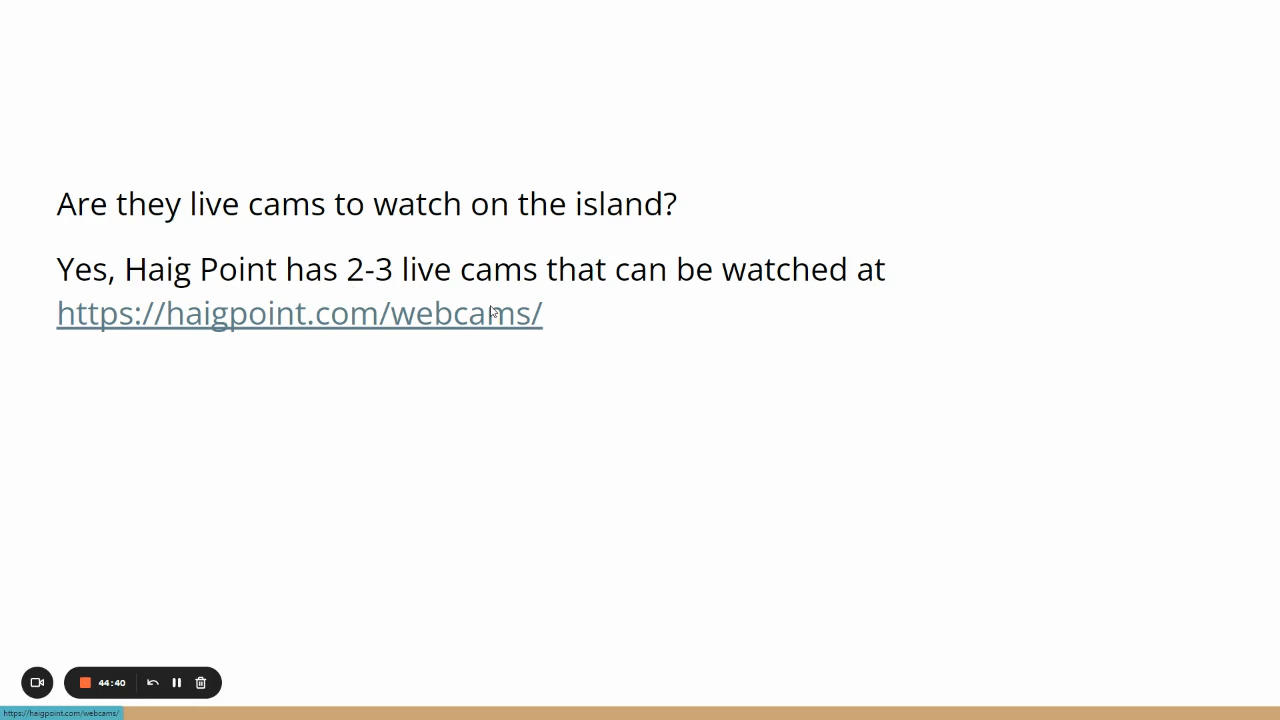 Are they live cams to watch on the island?
Yes, Haig Point has 2-3 live cams that can be watched at
https://haigpoint.com/webcams/
44:40
https://haigpoint.com/webcams/